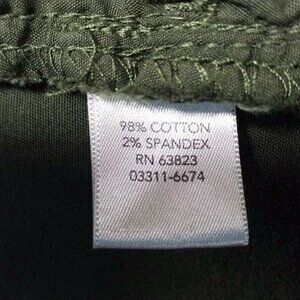 98% COTTON
2% SPANDEX
RN 63823
03311-6674